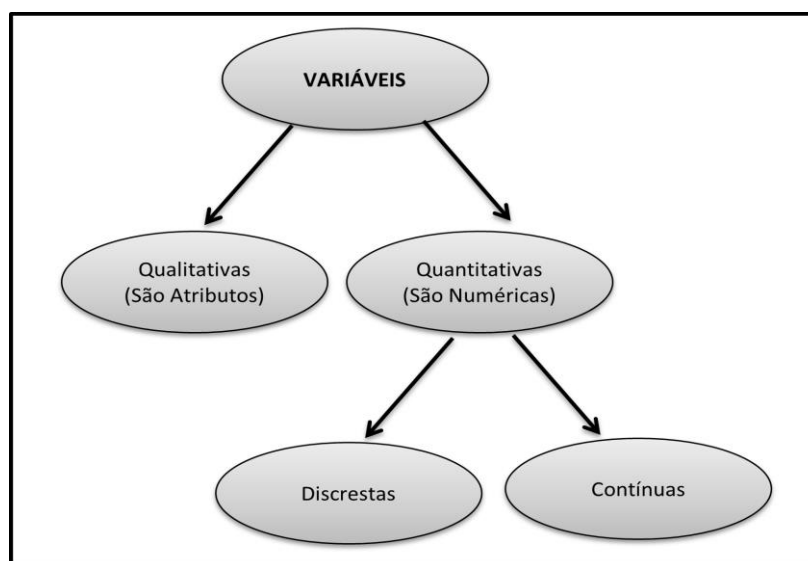 VARIÁVEIS
Qualitativas
(São Atributos)
Quantitativas
(São Numéricas)
Discrestas
Contínuas